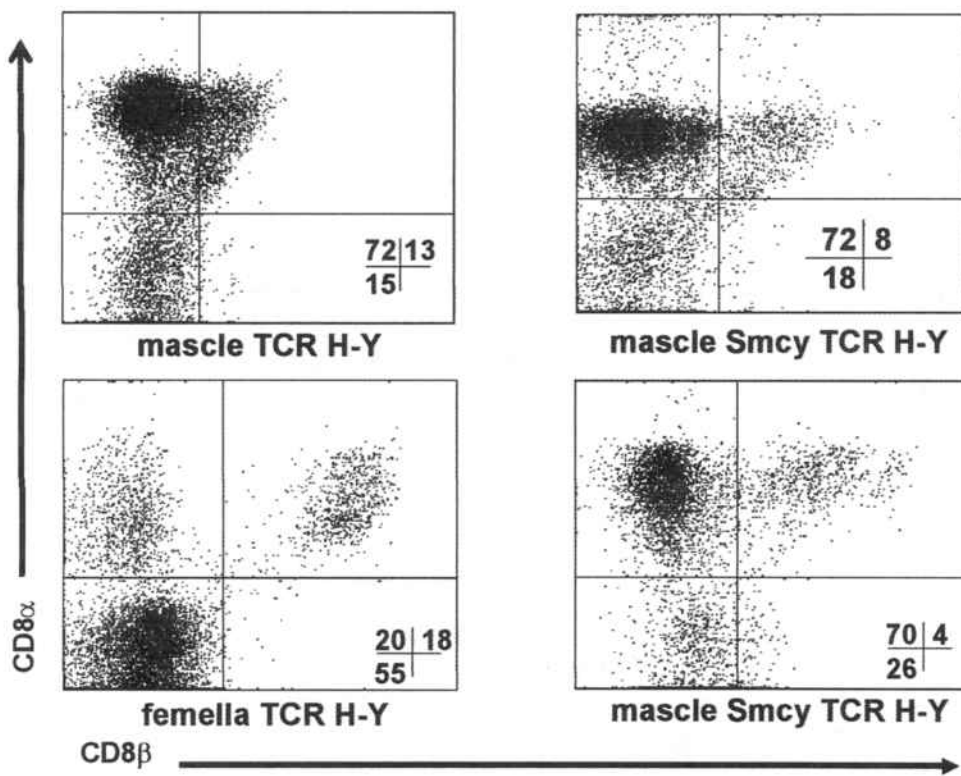 72 13
15
mascle TCR H-Y
72 8
18
mascle Smcy TCR H-Y
20 18
55
femella TCR H-Y
70 4
26
mascle Smcy TCR H-Y
CD8α
CD8β